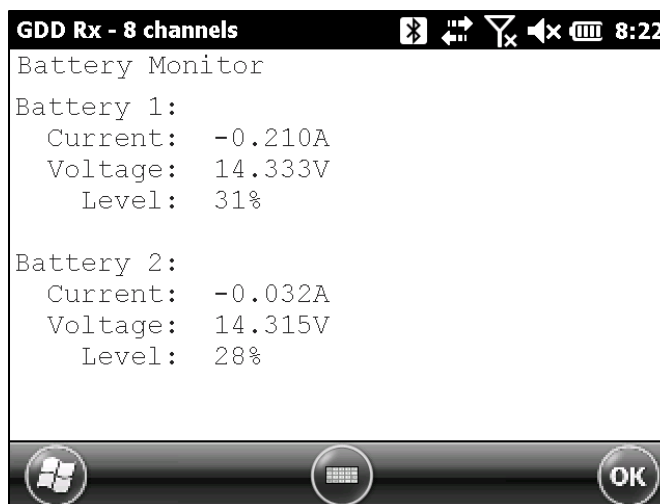 GDD Rx - 8 channels 8:22
Battery Monitor
Battery 1:
Current: -0.210A
Voltage: 14.333V
Level: 31%
Battery 2:
Current: -0.032A
Voltage: 14.315V
Level: 28%
OK